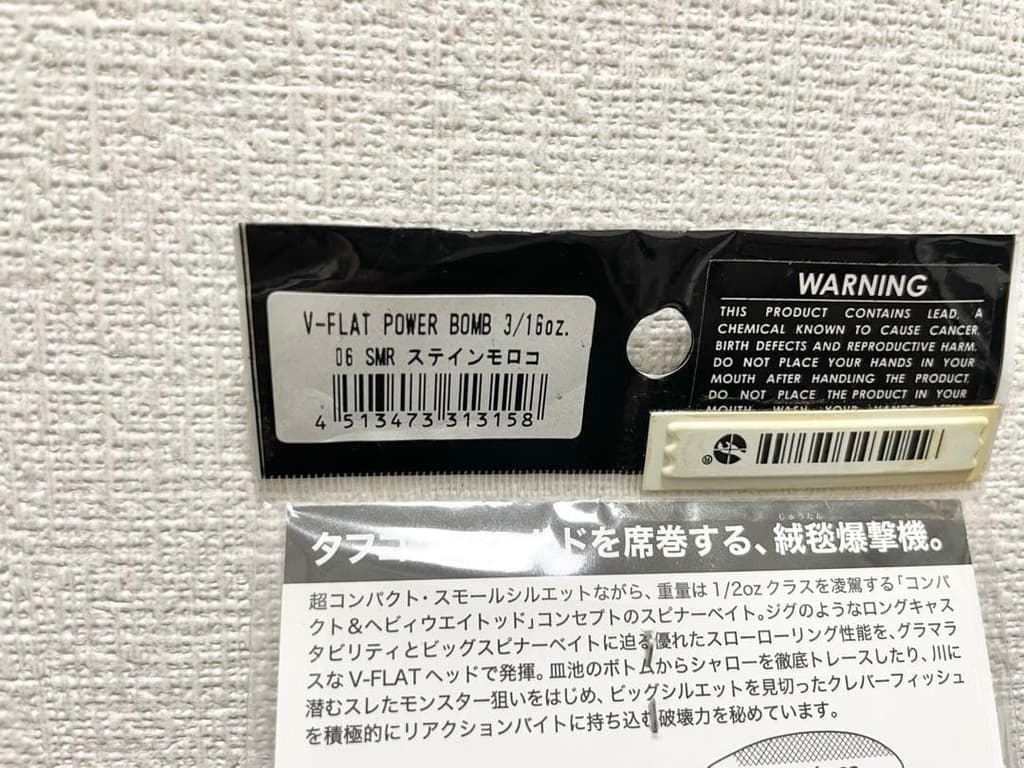 V-FLAT POWER BOMB 3/16oz.
06 SMR ステインモロコ
4 513473 313158
WARNING
THIS PRODUCT CONTAINS LEAD, A
CHEMICAL KNOWN TO CAUSE CANCER,
BIRTH DEFECTS AND REPRODUCTIVE HARM.
DO NOT PLACE YOUR HANDS IN YOUR
MOUTH AFTER HANDLING THE PRODUCT.
DO NOT PLACE THE PRODUCT IN YOUR
MOUTH. WASH YOUR
じゅうたん
タフコ ドを席巻する、絨毯爆撃機。
超コンパクト・スモールシルエットながら、重量は1/2ozクラスを凌駕する「コンパ
クト&ヘビィウエイトッド」コンセプトのスピナーベイト。ジグのようなロングキャス
タビリティとビッグスピナーベイトに迫る優れたスローローリング性能を、グラマラ
スなV-FLATヘッドで発揮。皿池のボトムからシャローを徹底トレースしたり、川に
潜むスレたモンスター狙いをはじめ、ビッグシルエットを見切ったクレバーフィッシュ
を積極的にリアクションバイトに持ち込む破壊力を秘めています。